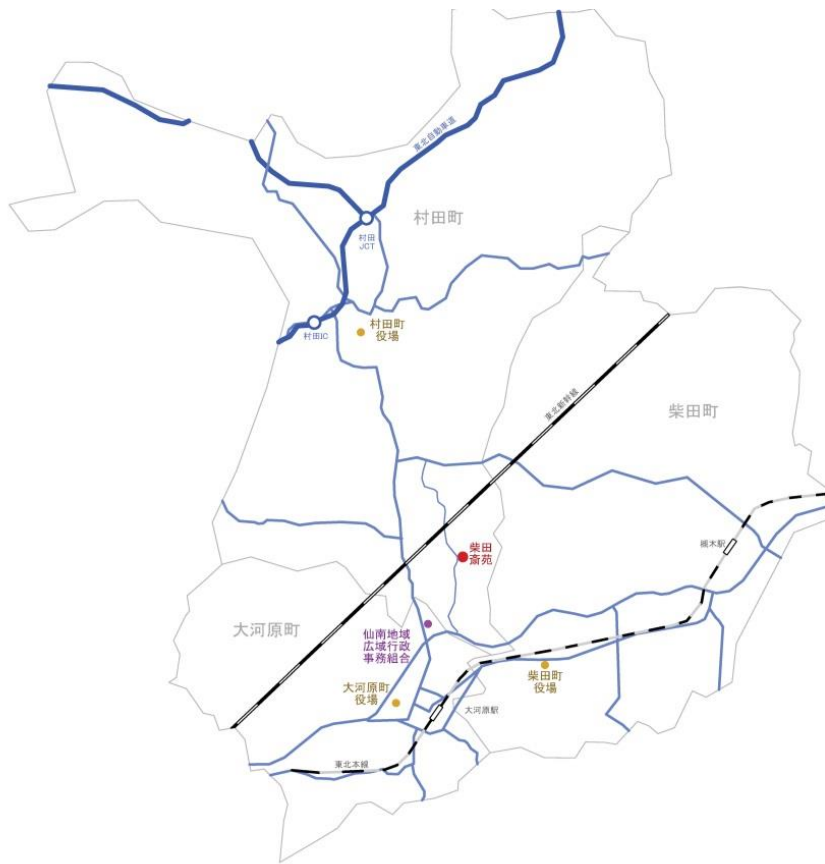 東北自動車道
村田町
村田
JCT
村田IC
村田町
役場
東北新幹線
柴田町
槻木駅
柴田
斎苑
大河原町
仙南地域
広域行政
事務組合
柴田町
役場
大河原町
役場
大河原駅
東北本線